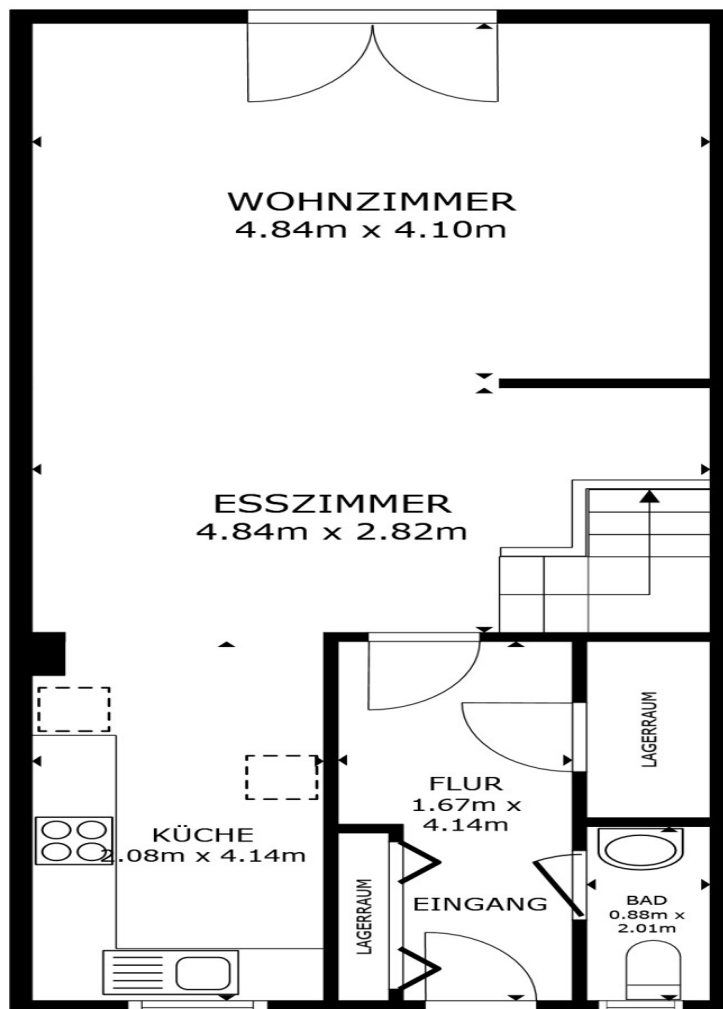 WOHNZIMMER
4.84m x 4.10m
ESSZIMMER
4.84m x 2.82m
LAGERRAUM
FLUR
1.67m x
4.14m
KÜCHE
2.08m x 4.14m
LAGERRAUM
EINGANG
BAD
0.88m x
2.01m